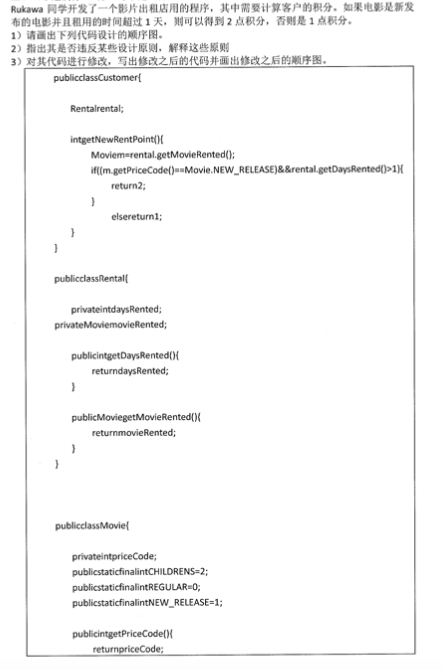 Rukawa 同学开发了一个影片出租店用的程序，其中需要计算客户的积分。如果电影是新发
布的电影并且租用的时间超过 1 天，则可以得到 2 点积分，否则是 1 点积分。
1）请画出下列代码设计的顺序图。
2）指出其是否违反某些设计原则，解释这些原则
3）对其代码进行修改，写出修改之后的代码并画出修改之后的顺序图。
publicclassCustomer{
Rentalrental;
intgetNewRentPoint(){
Moviem=rental.getMovieRented();
if((m.getPriceCode()==Movie.NEW_RELEASE)&&rental.getDaysRented()>1){
return2;
}
elsereturn1;
}
}
publicclassRental{
privateintdaysRented;
privateMoviemovieRented;
publicintgetDaysRented(){
returndaysRented;
}
publicMoviegetMovieRented(){
returnmovieRented;
}
}
publicclassMovie{
privateintpriceCode;
publicstaticfinalintCHILDRENS=2;
publicstaticfinalintREGULAR=0;
publicstaticfinalintNEW_RELEASE=1;
publicintgetPriceCode(){
returnpriceCode;